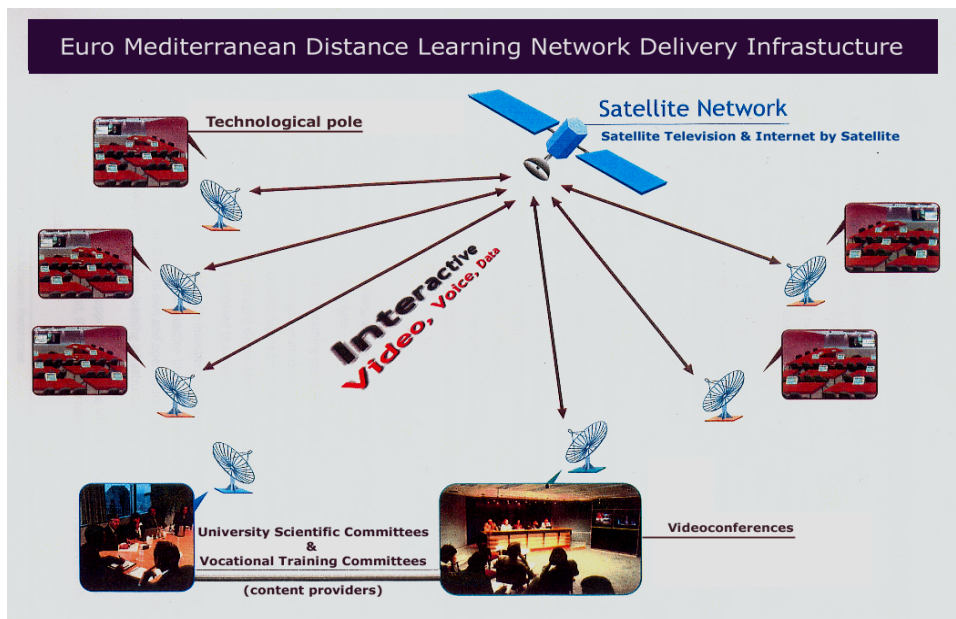 Euro Mediterranean Distance Learning Network Delivery Infrastucture
Satellite Network
Technological pole
Satellite Television & Internet by Satellite
Interactive
Video, Voice, Data
University Scientific Committees
&
Vocational Training Committees
(content providers)
Videoconferences